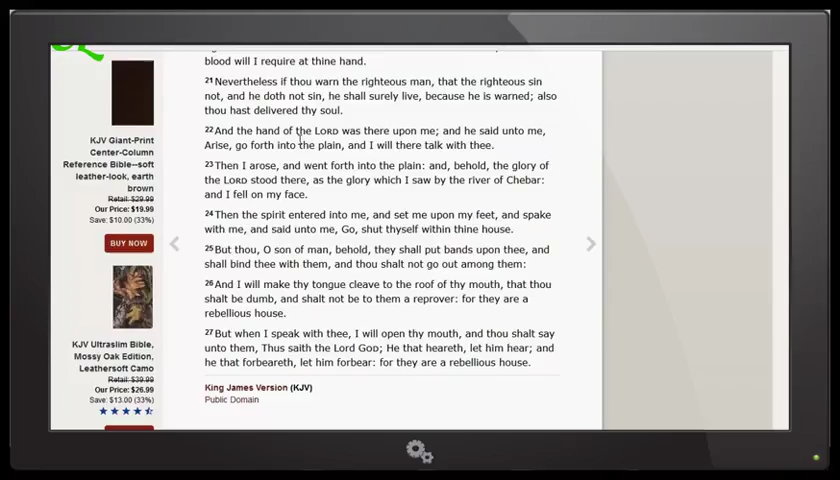 blood will I require at thine hand.
21 Nevertheless if thou warn the righteous man, that the righteous sin
not, and he doth not sin, he shall surely live, because he is warned; also
thou hast delivered thy soul.
22 And the hand of the LORD was there upon me; and he said unto me,
Arise, go forth into the plain, and I will there talk with thee.
23 Then I arose, and went forth into the plain: and, behold, the glory of
the LORD stood there, as the glory which I saw by the river of Chebar:
and I fell on my face.
24 Then the spirit entered into me, and set me upon my feet, and spake
with me, and said unto me, Go, shut thyself within thine house.
25 But thou, O son of man, behold, they shall put bands upon thee, and
shall bind thee with them, and thou shalt not go out among them:
26 And I will make thy tongue cleave to the roof of thy mouth, that thou
shalt be dumb, and shalt not be to them a reprover: for they are a
rebellious house.
27 But when I speak with thee, I will open thy mouth, and thou shalt say
unto them, Thus saith the Lord GOD; He that heareth, let him hear; and
he that forbeareth, let him forbear: for they are a rebellious house.
King James Version (KJV)
Public Domain
KJV Giant-Print
Center-Column
Reference Bible--soft
leather-look, earth
brown
Retail: $29.99
Our Price: $19.99
Save: $10.00 (33%)
BUY NOW
KJV Ultraslim Bible,
Mossy Oak Edition,
Leathersoft Camo
Retail: $39.99
Our Price: $26.99
Save: $13.00 (33%)